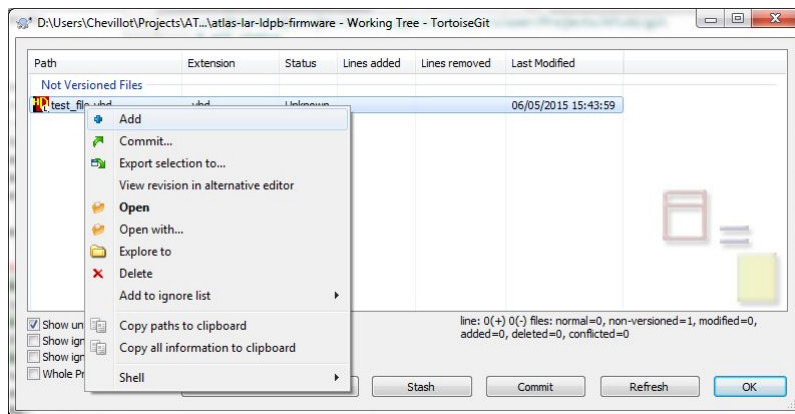 D:\Users\Chevillot\Projects\AT...\atlas-lar-ldpb-firmware - Working Tree - TortoiseGit
Path Extension Status Lines added Lines removed Last Modified
Not Versioned Files
test_file.vhd .vhd Unknown 06/05/2015 15:43:59
Add
Commit...
Export selection to...
View revision in alternative editor
Open
Open with...
Explore to
Delete
Add to ignore list
Copy paths to clipboard
Copy all information to clipboard
Shell
Show un
Show ign
Show ign
Whole Pr
line: 0(+) 0(-) files: normal=0, non-versioned=1, modified=0,
added=0, deleted=0, conflicted=0
Stash Commit Refresh OK